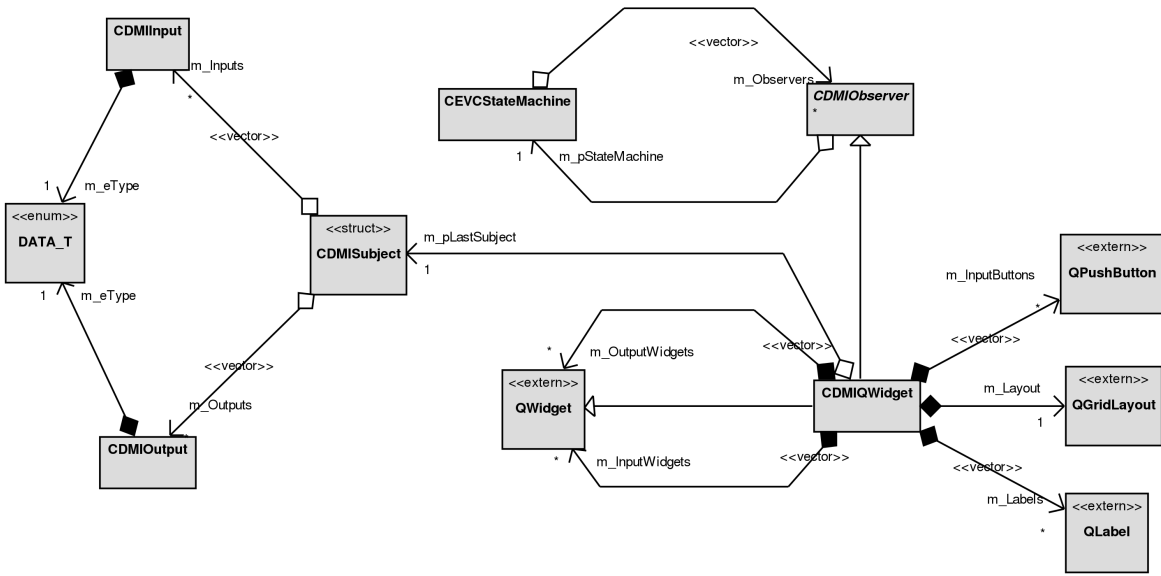 CDMIInput
m_Inputs
*
<<vector>>
<<vector>>
m_Observers
CEVCStateMachine
CDMIObserver
*
1
m_pStateMachine
1
m_eType
<<enum>>
DATA_T
<<struct>>
CDMISubject
m_pLastSubject
1
1
m_eType
<<extern>>
QPushButton
m_InputButtons
*
<<vector>>
*
m_OutputWidgets
<<vector>>
<<vector>>
m_Outputs
*
<<extern>>
QWidget
CDMIQWidget
m_Layout
1
<<extern>>
QGridLayout
CDMIOutput
*
m_InputWidgets
<<vector>>
<<vector>>
m_Labels
*
<<extern>>
QLabel